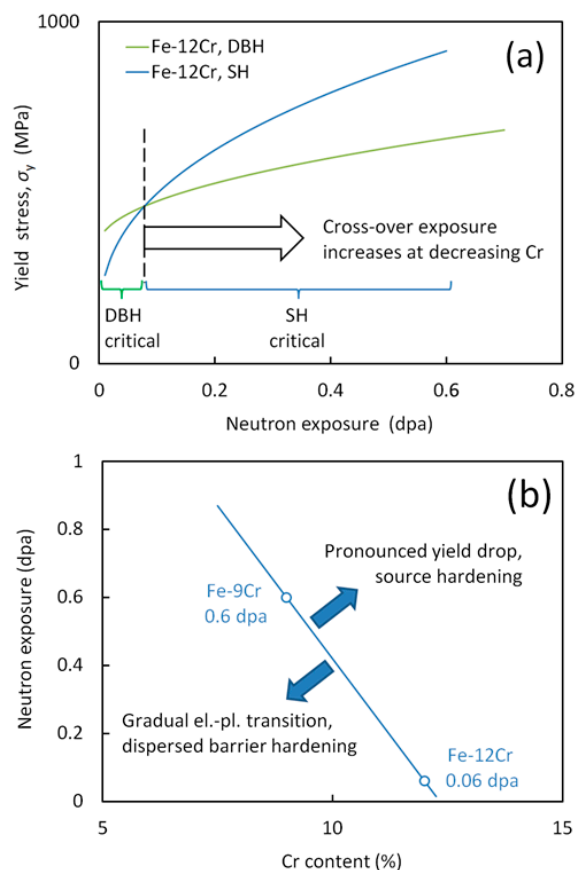 1000
(a)
Fe-12Cr, DBH
Fe-12Cr, SH
Yield stress, σy (MPa)
Cross-over exposure
increases at decreasing Cr
DBH
critical
SH
critical
0
0
0.2
0.4
0.6
0.8
Neutron exposure (dpa)
(b)
1
0.8
0.6
0.4
0.2
0
Neutron exposure (dpa)
Pronounced yield drop,
source hardening
Fe-9Cr
0.6 dpa
Gradual el.-pl. transition,
dispersed barrier hardening
Fe-12Cr
0.06 dpa
5
10
15
Cr content (%)